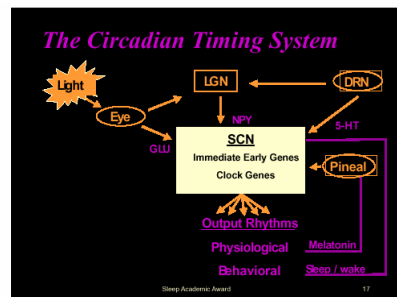 The Circadian Timing System
Light
LGN
DRN
Eye
NPY
5-HT
GLU
SCN
Immediate Early Genes
Clock Genes
Pineal
Output Rhythms
Physiological
Melatonin
Behavioral
Sleep / wake
Sleep Academic Award
17